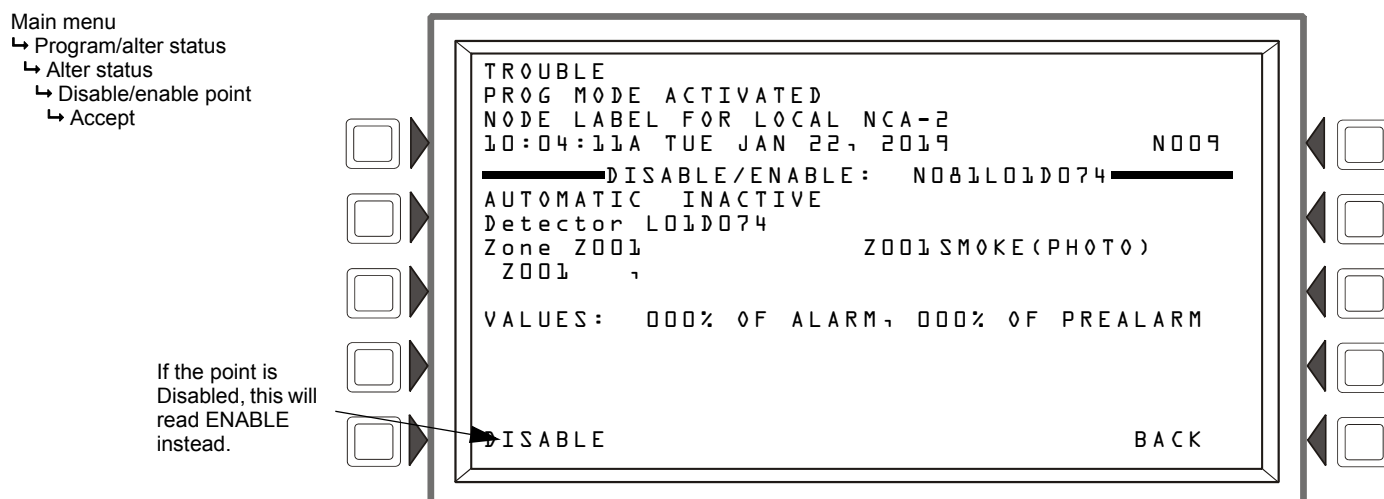 Main menu
↳ Program/alter status
↳ Alter status
↳ Disable/enable point
↳ Accept
TROUBLE
PROG MODE ACTIVATED
NODE LABEL FOR LOCAL NCA-2
10:04:11A TUE JAN 22, 2019 N009
DISABLE/ENABLE: N081L01D074
AUTOMATIC INACTIVE
Detector L01D074
Zone Z001 Z001SMOKE(PHOTO)
Z001 ,
VALUES: 000% OF ALARM, 000% OF PREALARM
If the point is
Disabled, this will
read ENABLE
instead.
DISABLE BACK